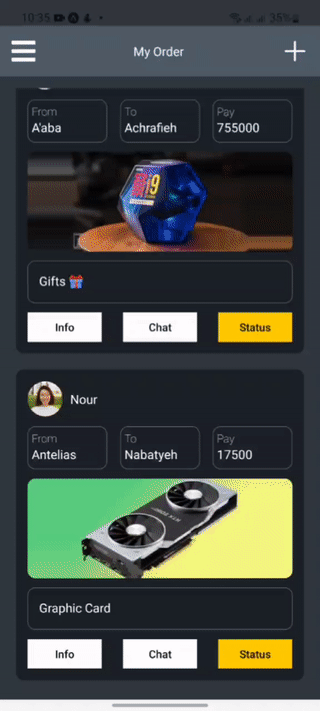 10:35
36%
My Order
From
A'aba
To
Achrafieh
Pay
755000
i9
Gifts 🎁
Info
Chat
Status
Nour
From
Antelias
To
Nabatyeh
Pay
17500
Graphic Card
Info
Chat
Status